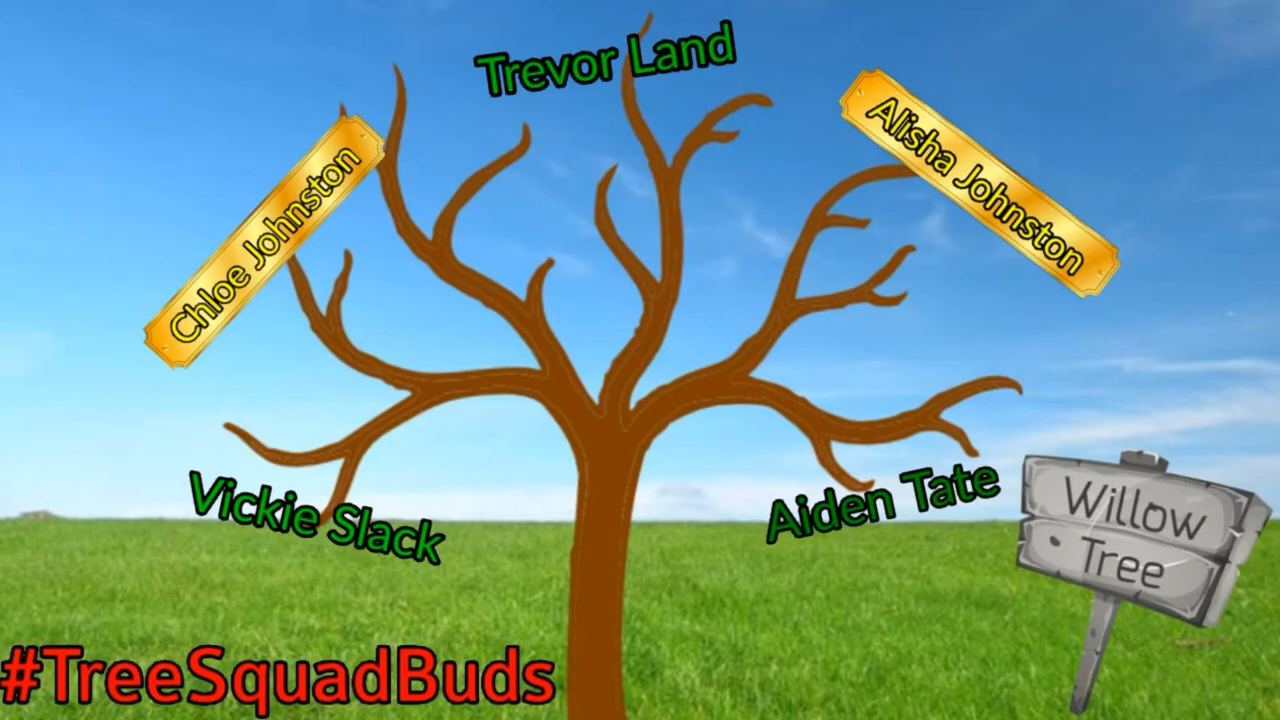 Trevor Land
Chloe Johnston
Alisha Johnston
Vickie Slack
Aiden Tate
Willow
Tree
#TreeSquadBuds